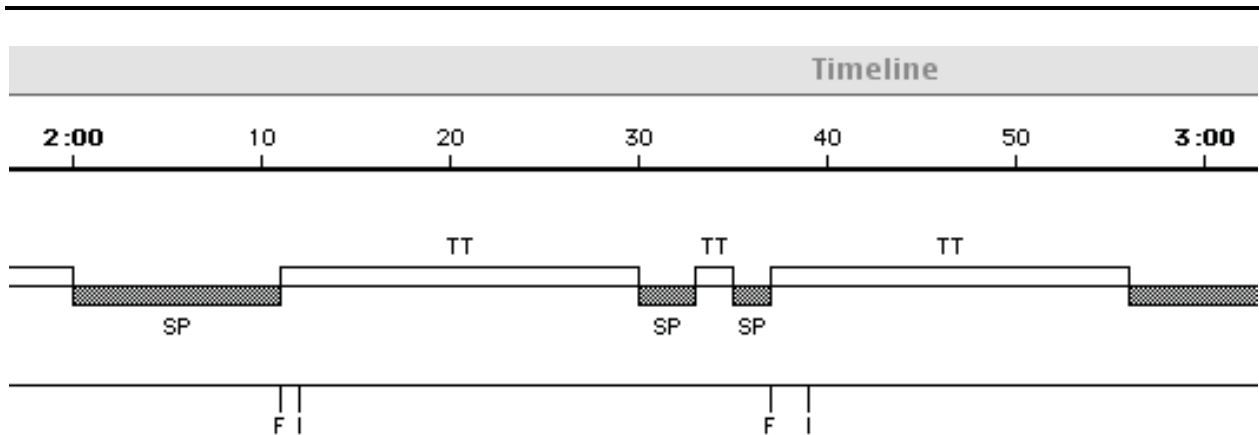 Timeline
2:00 10 20 30 40 50 3:00
TT TT TT
SP SP SP
F I F I